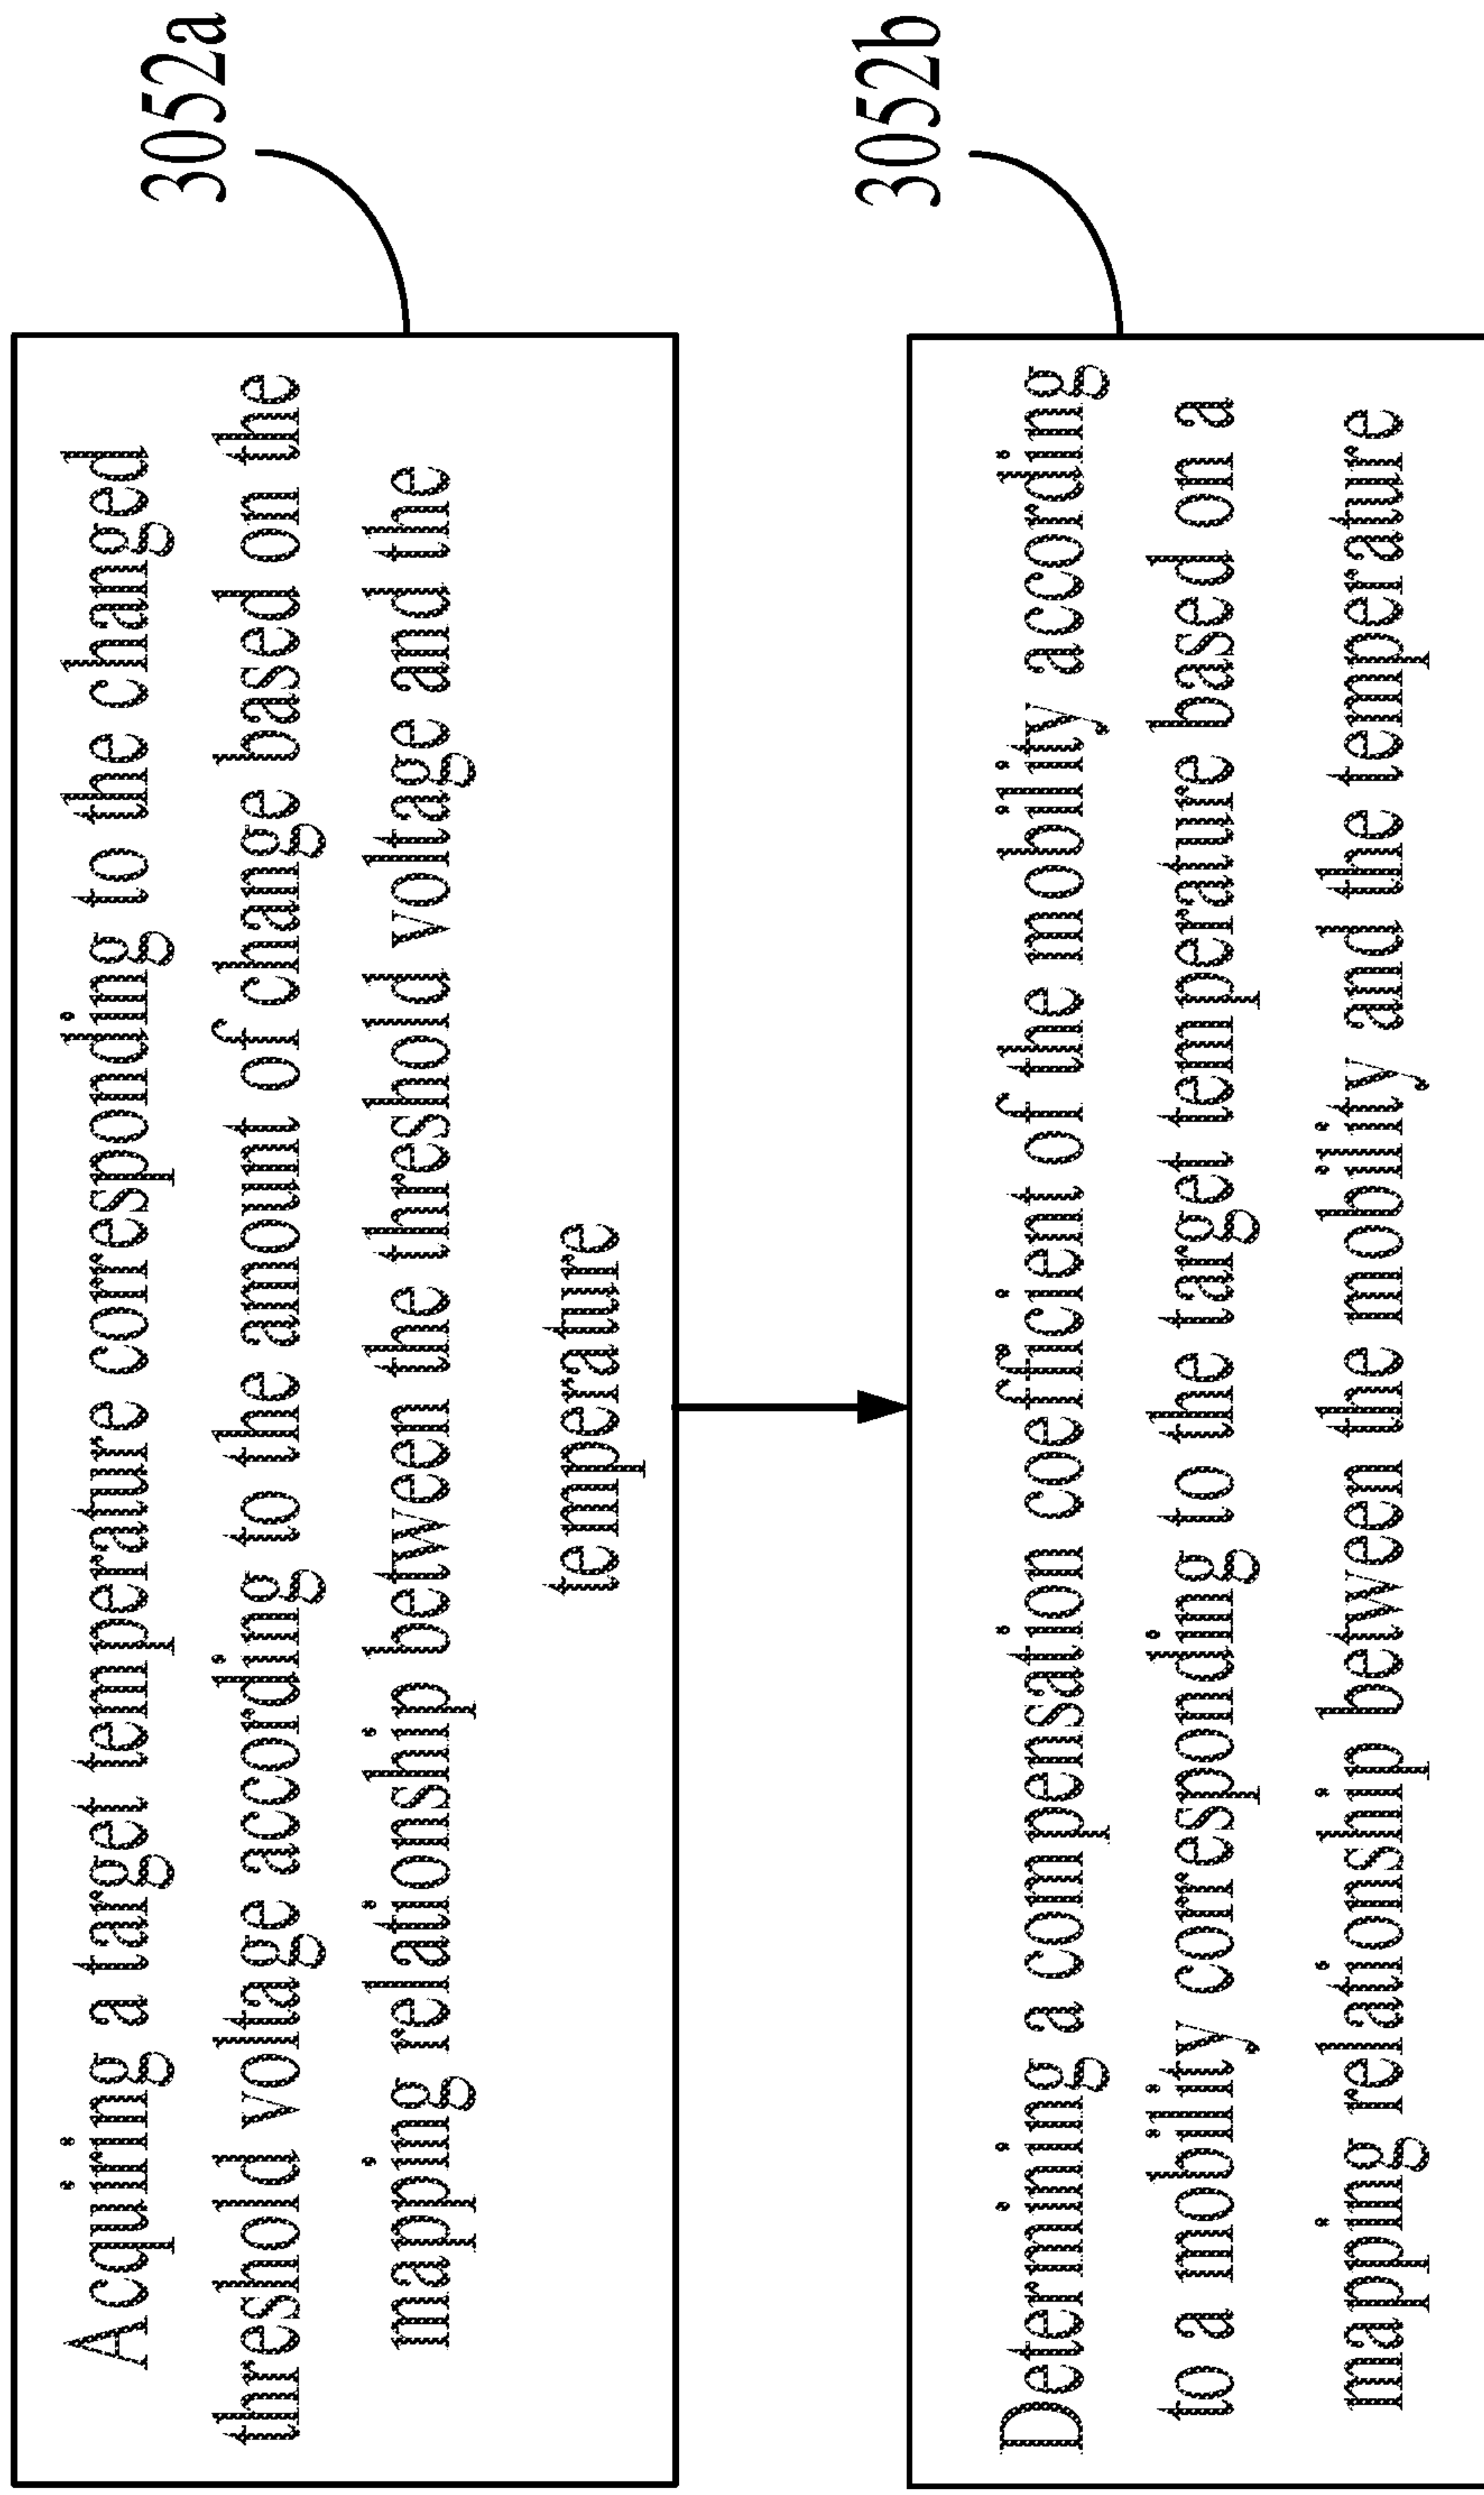 Acquiring a target temperature corresponding to the changed
threshold voltage according to the amount of change based on the
mapping relationship between the threshold voltage and the
temperature
3052a
Determining a compensation coefficient of the mobility according
to a mobility corresponding to the target temperature based on a
mapping relationship between the mobility and the temperature
3052b